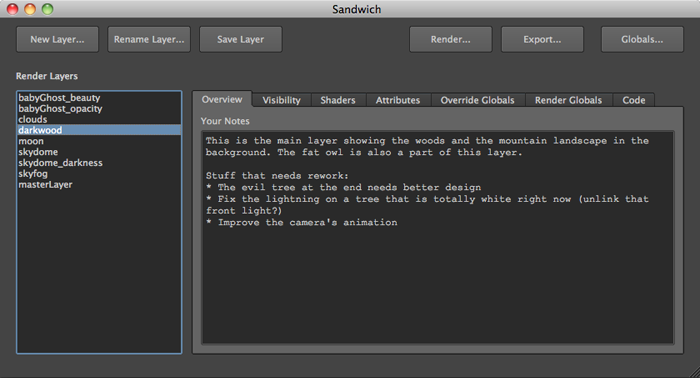 Sandwich
New Layer... Rename Layer... Save Layer Render... Export... Globals...
Render Layers
babyGhost_beauty
babyGhost_opacity
clouds
darkwood
moon
skydome
skydome_darkness
skyfog
masterLayer
Overview Visibility Shaders Attributes Override Globals Render Globals Code
Your Notes
This is the main layer showing the woods and the mountain landscape in the
background. The fat owl is also a part of this layer.
Stuff that needs rework:
* The evil tree at the end needs better design
* Fix the lightning on a tree that is totally white right now (unlink that
front light?)
* Improve the camera's animation